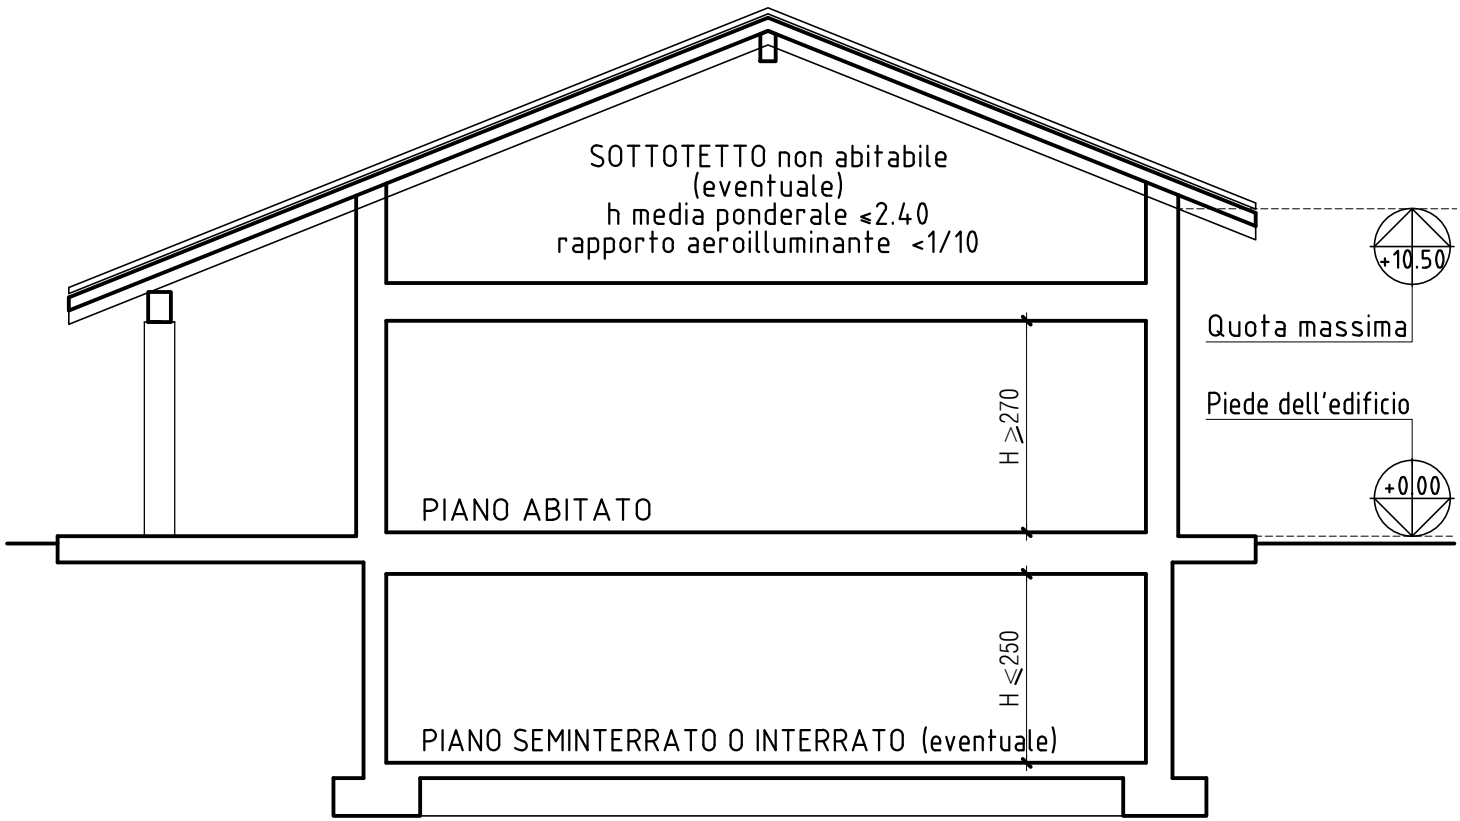 SOTTOTETTO non abitabile
(eventuale)
h media ponderale ⩽2.40
rapporto aeroilluminante <1/10
+10.50
Quota massima
Piede dell'edificio
+0.00
H ⩾270
PIANO ABITATO
H ⩽250
PIANO SEMINTERRATO O INTERRATO (eventuale)